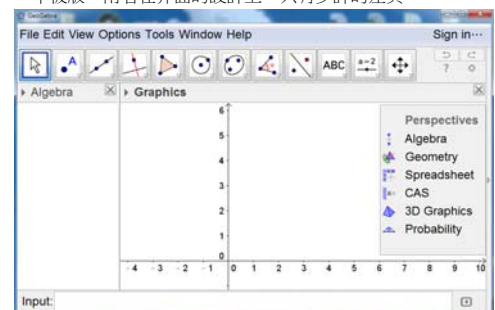 GeoGebra
File Edit View Options Tools Window Help Sign in...
A ABC a=2 ?
Algebra Graphics
Perspectives
Algebra
Geometry
Spreadsheet
CAS
3D Graphics
Probability
6
5
4
3
2
1
0
-4 -3 -2 -1 0 1 2 3 4 5 6 7 8 9 10
Input: